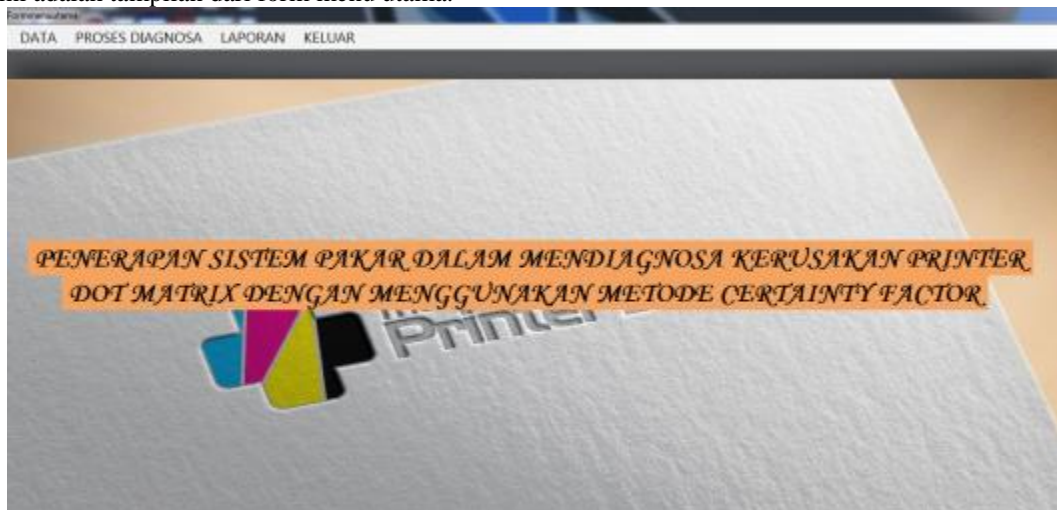 DATA PROSES DIAGNOSA LAPORAN KELUAR
PENERAPAN SISTEM PAKAR DALAM MENDIAGNOSA KERUSAKAN PRINTER
DOT MATRIX DENGAN MENGGUNAKAN METODE CERTAINTY FACTOR
Printer